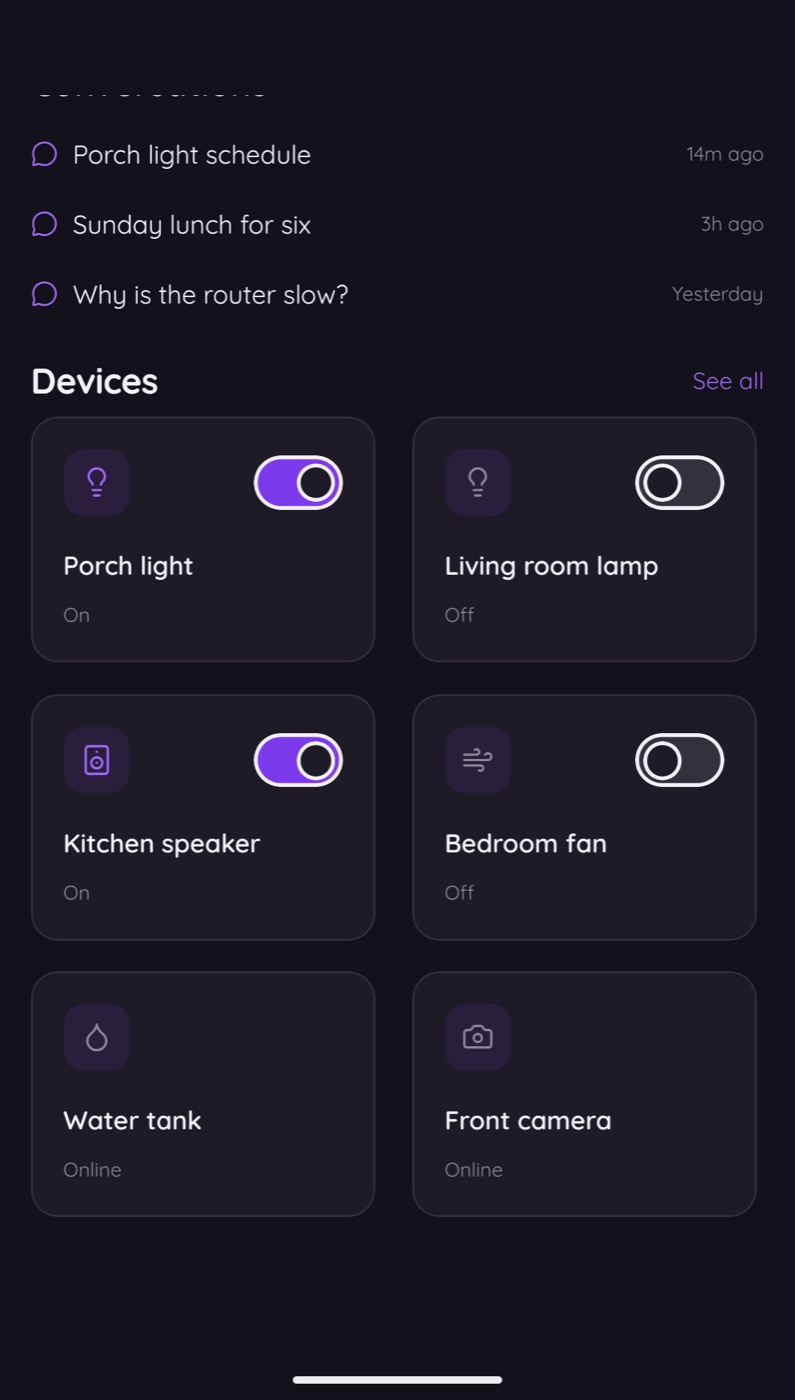 Porch light schedule 14m ago
Sunday lunch for six 3h ago
Why is the router slow? Yesterday
Devices See all
Porch light Living room lamp
On Off
Kitchen speaker Bedroom fan
On Off
Water tank Front camera
Online Online